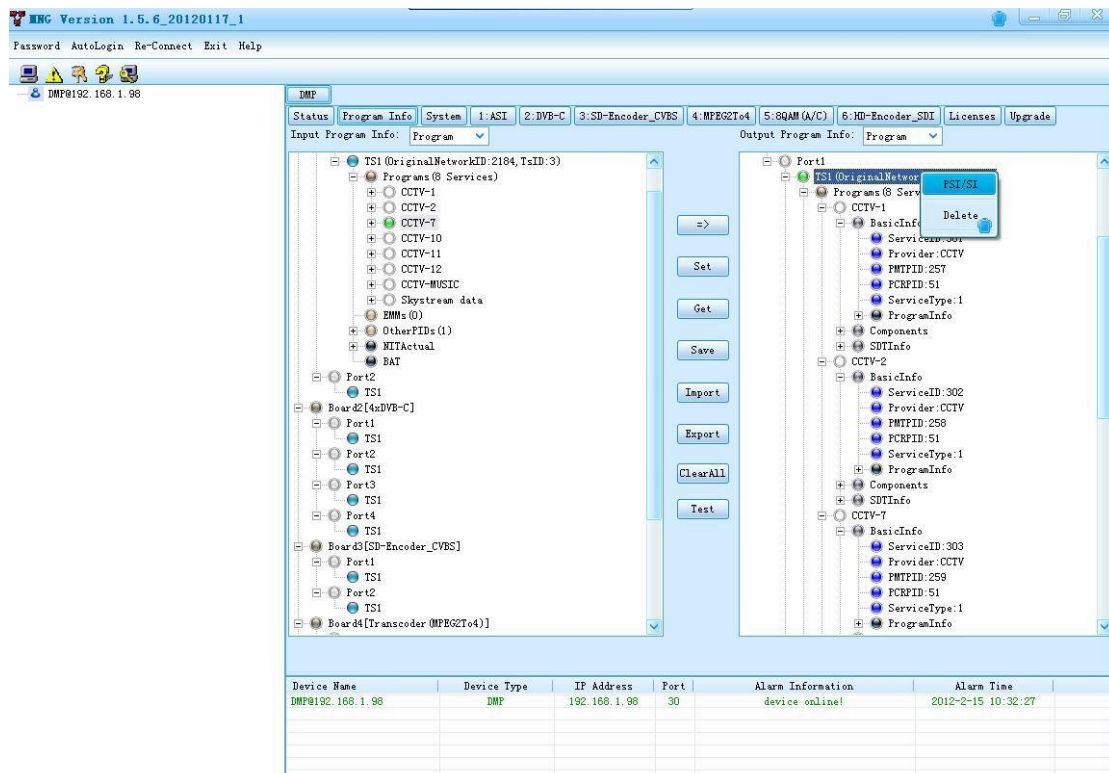 MNG Version 1.5.6_20120117_1
Password AutoLogin Re-Connect Exit Help
DMP@192.168.1.98
DMP
Status Program Info System 1:ASI 2:DVB-C 3:SD-Encoder_CVBS 4:MPEG2To4 5:8QAM(A/C) 6:HD-Encoder_SDI Licenses Upgrade
Input Program Info: Program
Output Program Info: Program
TS1(OriginalNetworkID:2184,TsID:3)
Programs(8 Services)
CCTV-1
CCTV-2
CCTV-7
CCTV-10
CCTV-11
CCTV-12
CCTV-MUSIC
Skystream data
EMMs(0)
OtherPIDs(1)
NITActual
BAT
Port2
TS1
Board2[4xDVB-C]
Port1
TS1
Port2
TS1
Port3
TS1
Port4
TS1
Board3[SD-Encoder_CVBS]
Port1
TS1
Port2
TS1
Board4[Transcoder(MPEG2To4)]
=>
Set
Get
Save
Import
Export
ClearAll
Test
Port1
TS1(OriginalNetwor
PSI/SI
Delete
Programs(8 Serv
CCTV-1
BasicInfo
ServiceID:301
Provider:CCTV
PMTPID:257
PCRPID:51
ServiceType:1
ProgramInfo
Components
SDTInfo
CCTV-2
BasicInfo
ServiceID:302
Provider:CCTV
PMTPID:258
PCRPID:51
ServiceType:1
ProgramInfo
Components
SDTInfo
CCTV-7
BasicInfo
ServiceID:303
Provider:CCTV
PMTPID:259
PCRPID:51
ServiceType:1
ProgramInfo
Device Name Device Type IP Address Port Alarm Information Alarm Time
DMP@192.168.1.98 DMP 192.168.1.98 30 device online! 2012-2-15 10:32:27